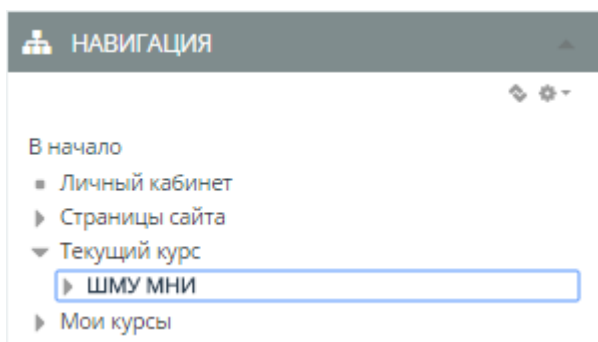 НАВИГАЦИЯ
В начало
Личный кабинет
Страницы сайта
Текущий курс
ШМУ МНИ
Мои курсы